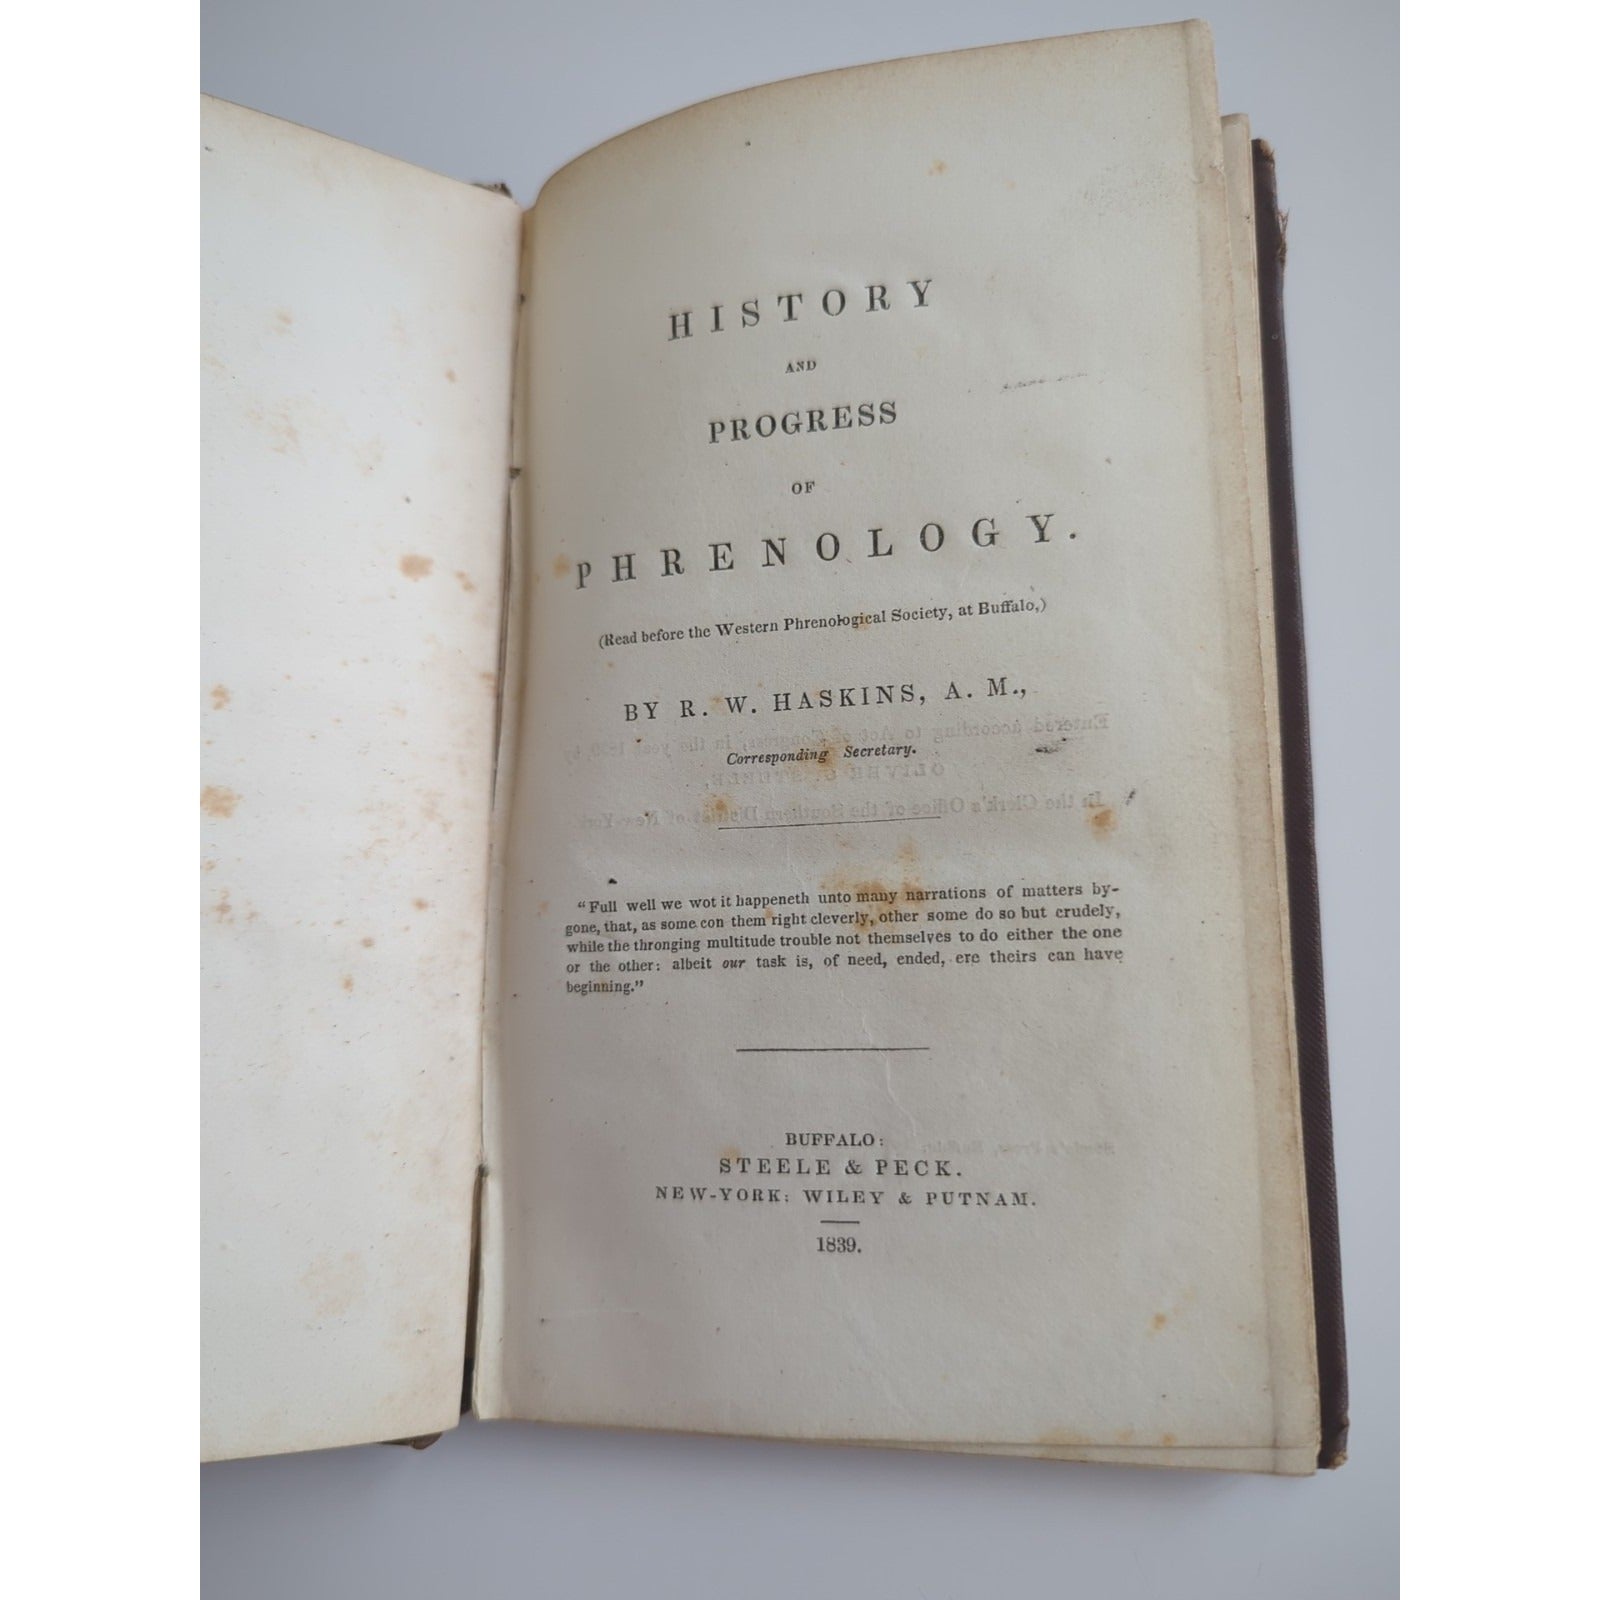 HISTORY
AND
PROGRESS
OF
PHRENOLOGY.
(Read before the Western Phrenological Society, at Buffalo,)
BY R. W. HASKINS, A. M.,
Corresponding Secretary.
"Full well we wot it happeneth unto many narrations of matters by-
gone, that, as some con them right cleverly, other some do so but crudely,
while the thronging multitude trouble not themselves to do either the one
or the other: albeit our task is, of need, ended, ere theirs can have
beginning."
BUFFALO:
STEELE & PECK.
NEW-YORK: WILEY & PUTNAM.
1839.